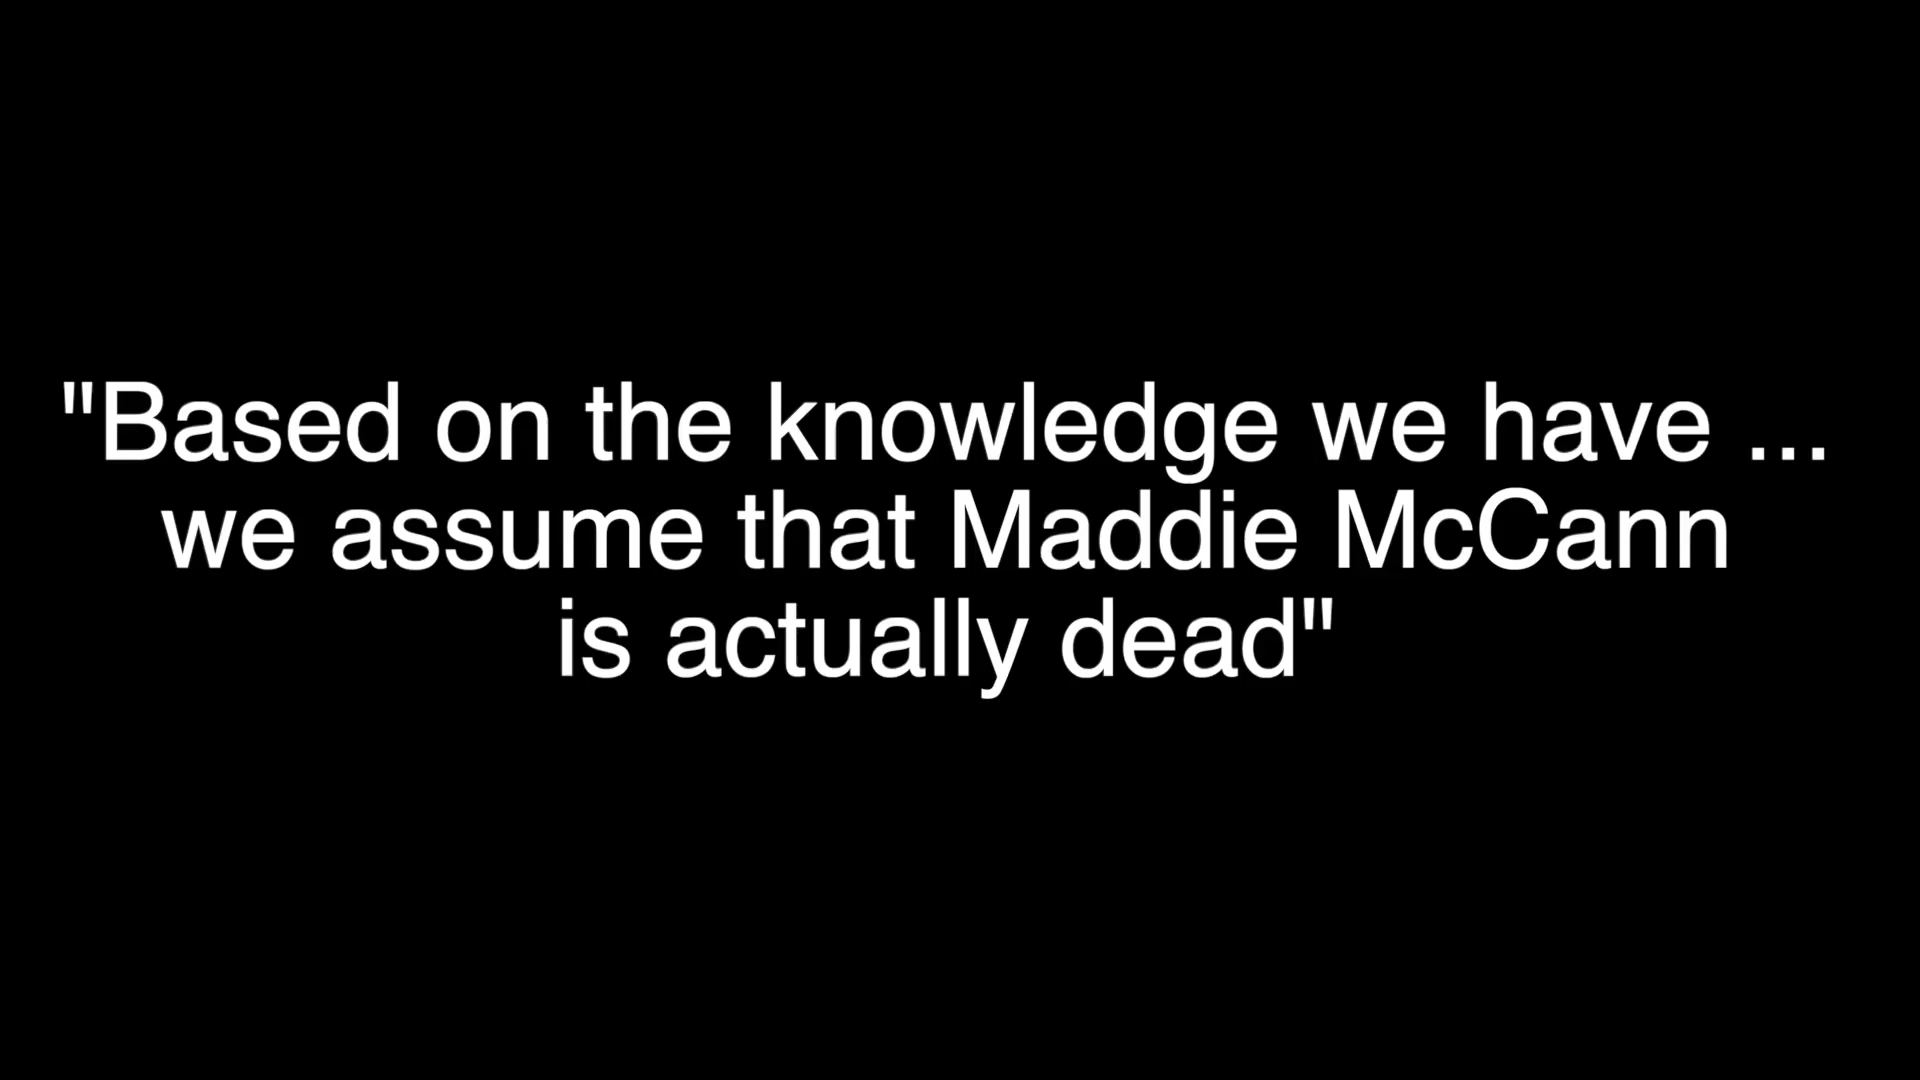 "Based on the knowledge we have ...
we assume that Maddie McCann
is actually dead"